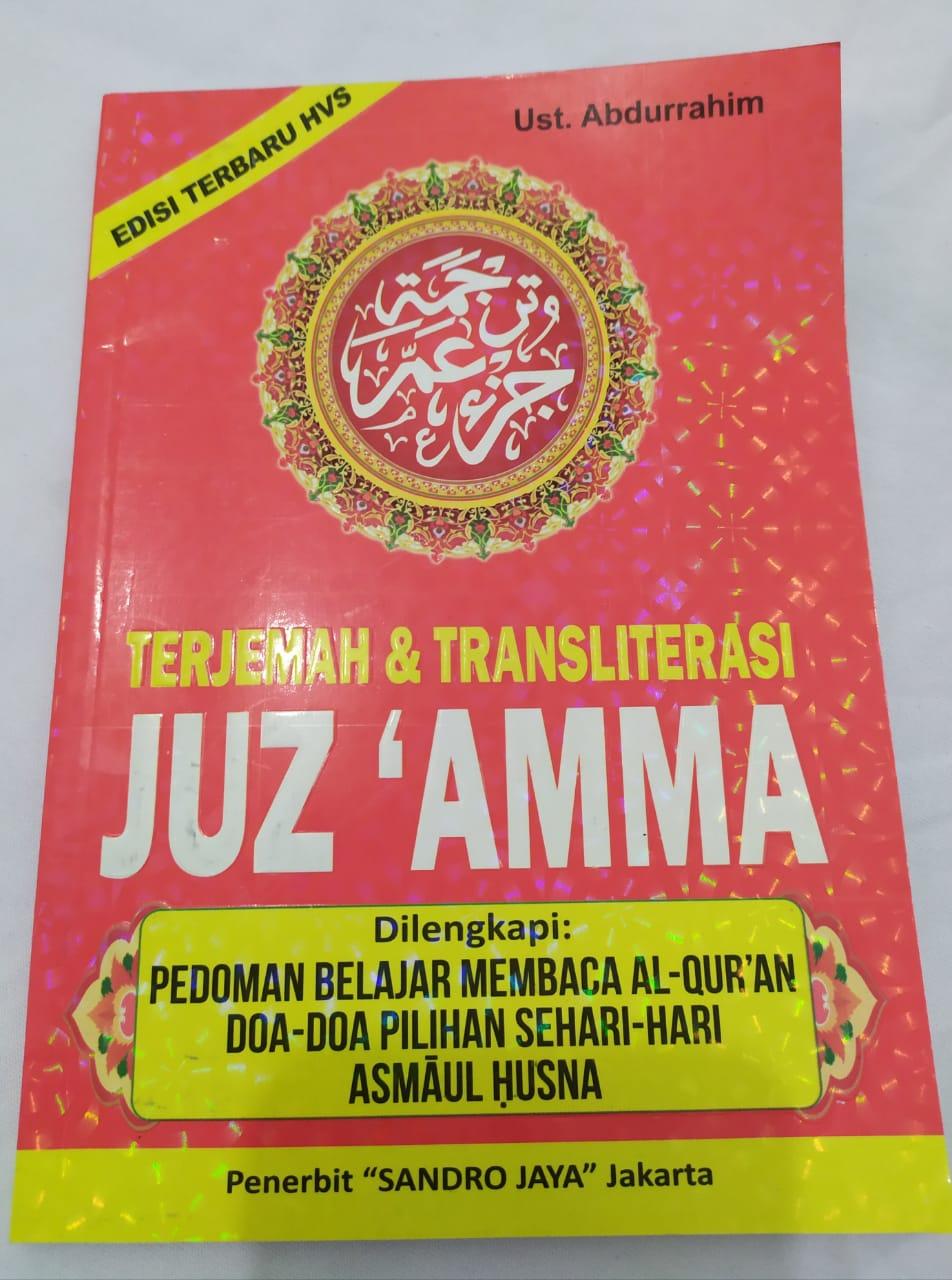 EDISI TERBARU HVS
Ust. Abdurrahim
وترجمة
جزء عم
TERJEMAH & TRANSLITERASI
JUZ ‘AMMA
Dilengkapi:
PEDOMAN BELAJAR MEMBACA AL-QUR’AN
DOA-DOA PILIHAN SEHARI-HARI
ASMĀUL ḤUSNA
Penerbit “SANDRO JAYA” Jakarta